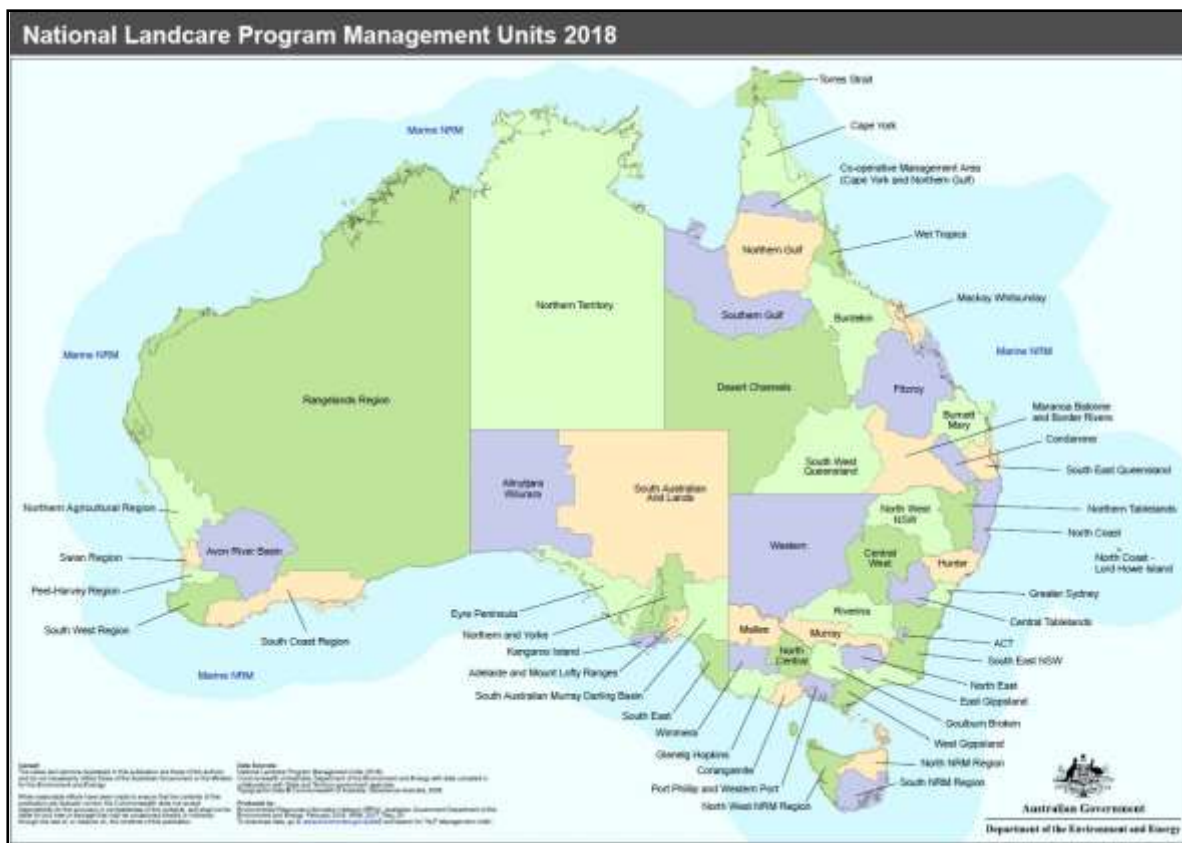 National Landcare Program Management Units 2018
Torres Strait
Marine NRM
Cape York
Co-operative Management Area
(Cape York and Northern Gulf)
Wet Tropics
Northern Gulf
Mackay Whitsunday
Northern Territory
Southern Gulf
Burdekin
Marine NRM
Marine NRM
Desert Channels
Fitzroy
Rangelands Region
Maranoa Balonne
and Border Rivers
Burnett
Mary
Condamine
South West
Queensland
South East Queensland
Alinytjara
Wilurara
South Australian
Arid Lands
Northern Agricultural Region
North West
NSW
Northern Tablelands
North Coast
Swan Region
Avon River Basin
Western
Central
West
Hunter
North Coast -
Lord Howe Island
Peel-Harvey Region
Greater Sydney
Eyre Peninsula
Riverina
Central Tablelands
South West Region
South Coast Region
Northern and Yorke
Mallee
Murray
ACT
Kangaroo Island
North
Central
South East NSW
Marine NRM
Adelaide and Mount Lofty Ranges
North East
South Australian Murray Darling Basin
East Gippsland
South East
Goulburn Broken
Wimmera
West Gippsland
Glenelg Hopkins
North NRM Region
Corangamite
South NRM Region
Port Phillip and Western Port
North West NRM Region
Australian Government
Department of the Environment and Energy